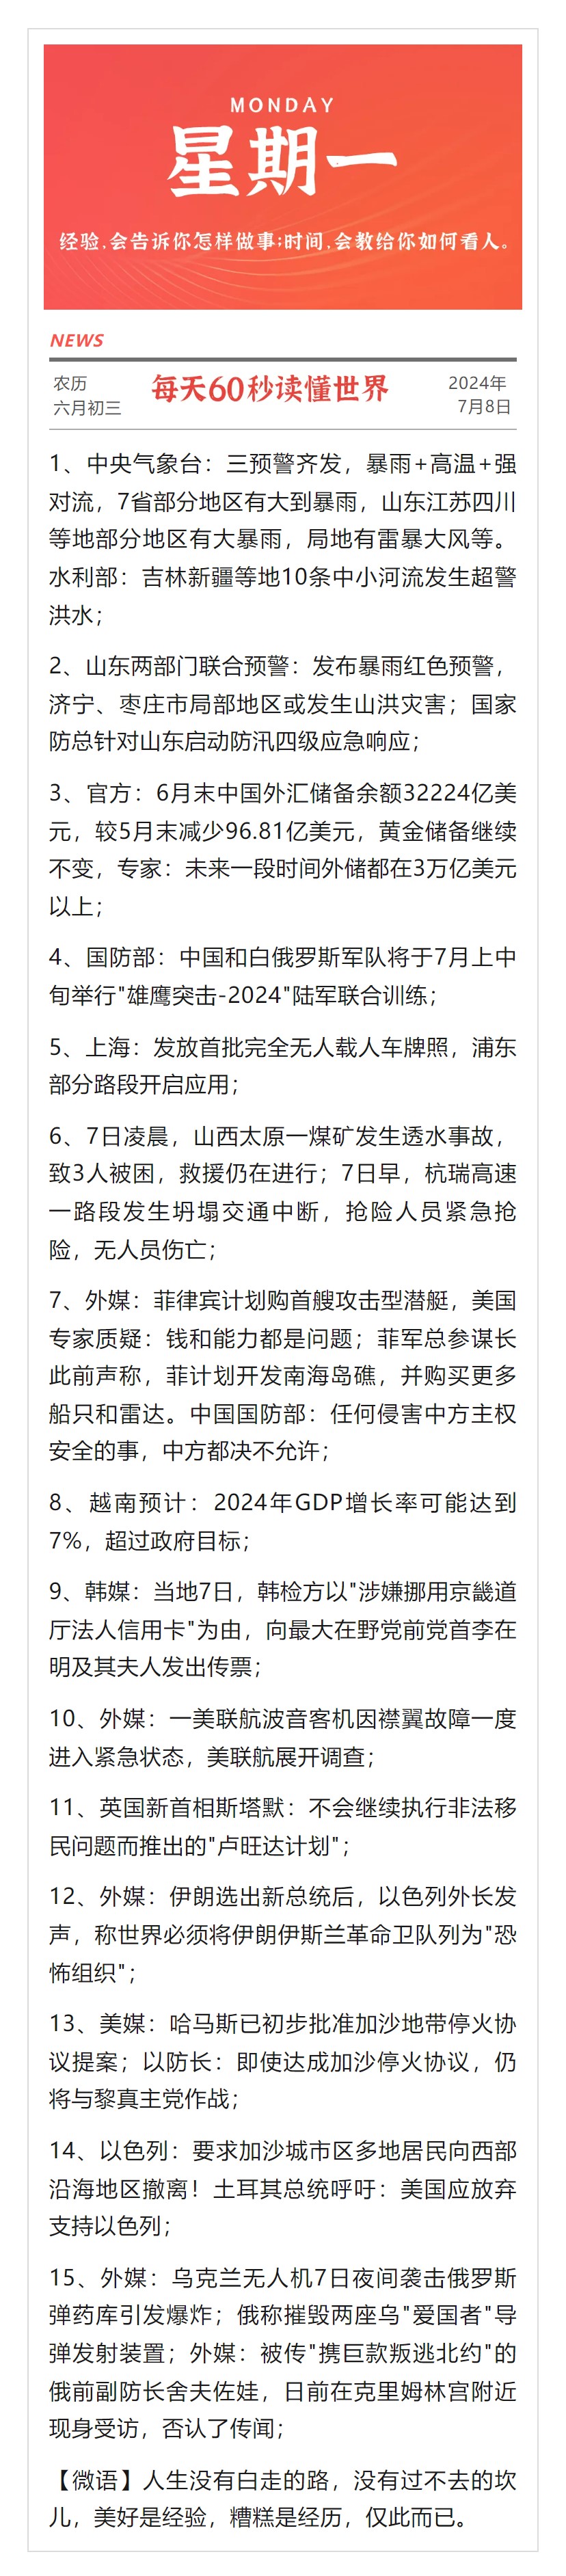 MONDAY
星期一
经验,会告诉你怎样做事;时间,会教给你如何看人。
NEWS
农历
六月初三
每天60秒读懂世界
2024年
7月8日
1、中央气象台：三预警齐发，暴雨+高温+强
对流，7省部分地区有大到暴雨，山东江苏四川
等地部分地区有大暴雨，局地有雷暴大风等。
水利部：吉林新疆等地10条中小河流发生超警
洪水；
2、山东两部门联合预警：发布暴雨红色预警，
济宁、枣庄市局部地区或发生山洪灾害；国家
防总针对山东启动防汛四级应急响应；
3、官方：6月末中国外汇储备余额32224亿美
元，较5月末减少96.81亿美元，黄金储备继续
不变，专家：未来一段时间外储都在3万亿美元
以上；
4、国防部：中国和白俄罗斯军队将于7月上中
旬举行"雄鹰突击-2024"陆军联合训练；
5、上海：发放首批完全无人载人车牌照，浦东
部分路段开启应用；
6、7日凌晨，山西太原一煤矿发生透水事故，
致3人被困，救援仍在进行；7日早，杭瑞高速
一路段发生坍塌交通中断，抢险人员紧急抢
险，无人员伤亡；
7、外媒：菲律宾计划购首艘攻击型潜艇，美国
专家质疑：钱和能力都是问题；菲军总参谋长
此前声称，菲计划开发南海岛礁，并购买更多
船只和雷达。中国国防部：任何侵害中方主权
安全的事，中方都决不允许；
8、越南预计：2024年GDP增长率可能达到
7%，超过政府目标；
9、韩媒：当地7日，韩检方以"涉嫌挪用京畿道
厅法人信用卡"为由，向最大在野党前党首李在
明及其夫人发出传票；
10、外媒：一美联航波音客机因襟翼故障一度
进入紧急状态，美联航展开调查；
11、英国新首相斯塔默：不会继续执行非法移
民问题而推出的"卢旺达计划"；
12、外媒：伊朗选出新总统后，以色列外长发
声，称世界必须将伊朗伊斯兰革命卫队列为"恐
怖组织"；
13、美媒：哈马斯已初步批准加沙地带停火协
议提案；以防长：即使达成加沙停火协议，仍
将与黎真主党作战；
14、以色列：要求加沙城市区多地居民向西部
沿海地区撤离！土耳其总统呼吁：美国应放弃
支持以色列；
15、外媒：乌克兰无人机7日夜间袭击俄罗斯
弹药库引发爆炸；俄称摧毁两座乌"爱国者"导
弹发射装置；外媒：被传"携巨款叛逃北约"的
俄前副防长舍夫佐娃，日前在克里姆林宫附近
现身受访，否认了传闻；
【微语】人生没有白走的路，没有过不去的坎
儿，美好是经验，糟糕是经历，仅此而已。